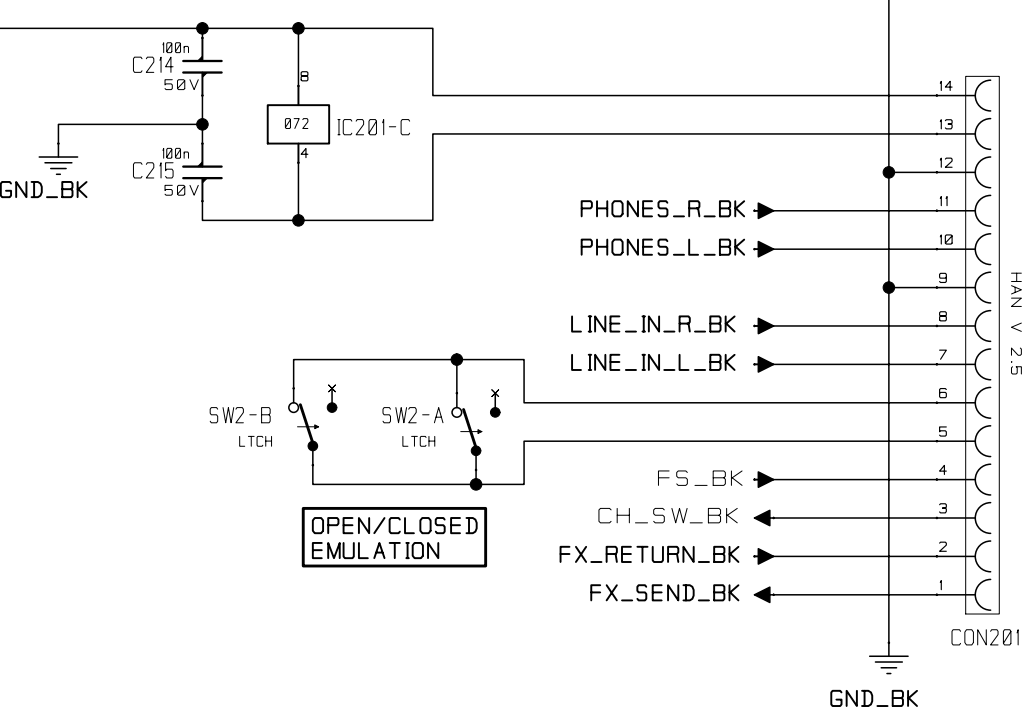 100n
C214
50V
8
072
IC201-C
4
GND_BK
100n
C215
50V
14
13
12
PHONES_R_BK
11
PHONES_L_BK
10
9
HAN V 2.5
LINE_IN_R_BK
8
LINE_IN_L_BK
7
6
SW2-B
LTCH
SW2-A
LTCH
5
FS_BK
4
CH_SW_BK
3
OPEN/CLOSED
EMULATION
FX_RETURN_BK
2
FX_SEND_BK
1
CON201
GND_BK